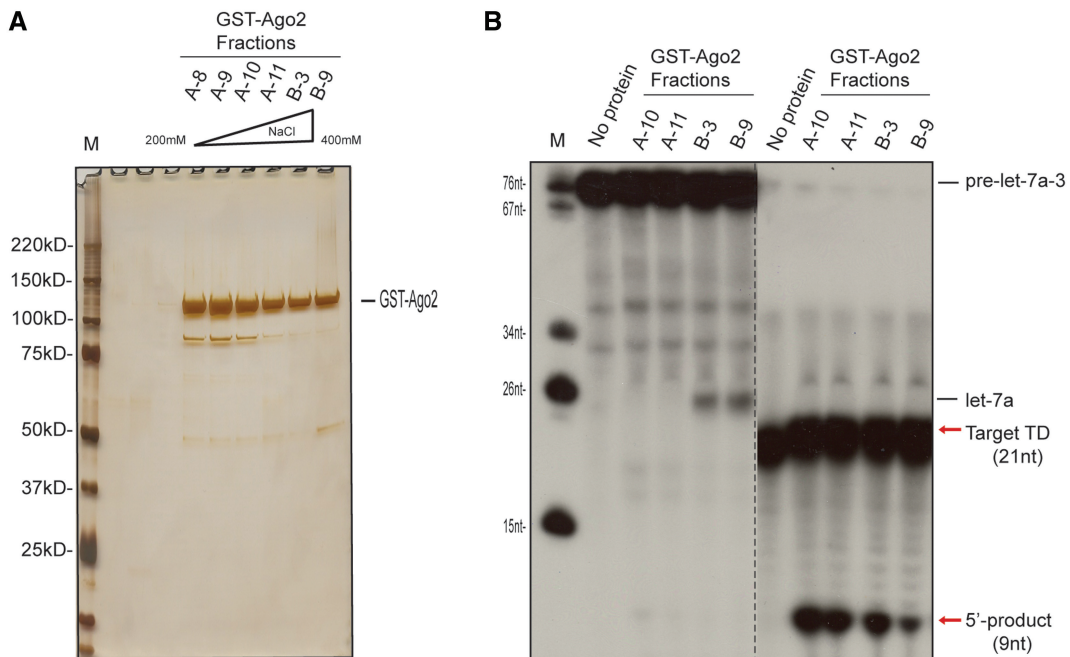 A
GST-Ago2
Fractions
A-8
A-9
A-10
A-11
B-3
B-9
M
200mM
NaCl
400mM
220kD-
150kD-
100kD-
75kD-
50kD-
37kD-
25kD-
GST-Ago2
B
GST-Ago2
Fractions
M
No protein
A-10
A-11
B-3
B-9
GST-Ago2
Fractions
No protein
A-10
A-11
B-3
B-9
76nt-
67nt-
34nt-
26nt-
15nt-
pre-let-7a-3
let-7a
Target TD
(21nt)
5'-product
(9nt)